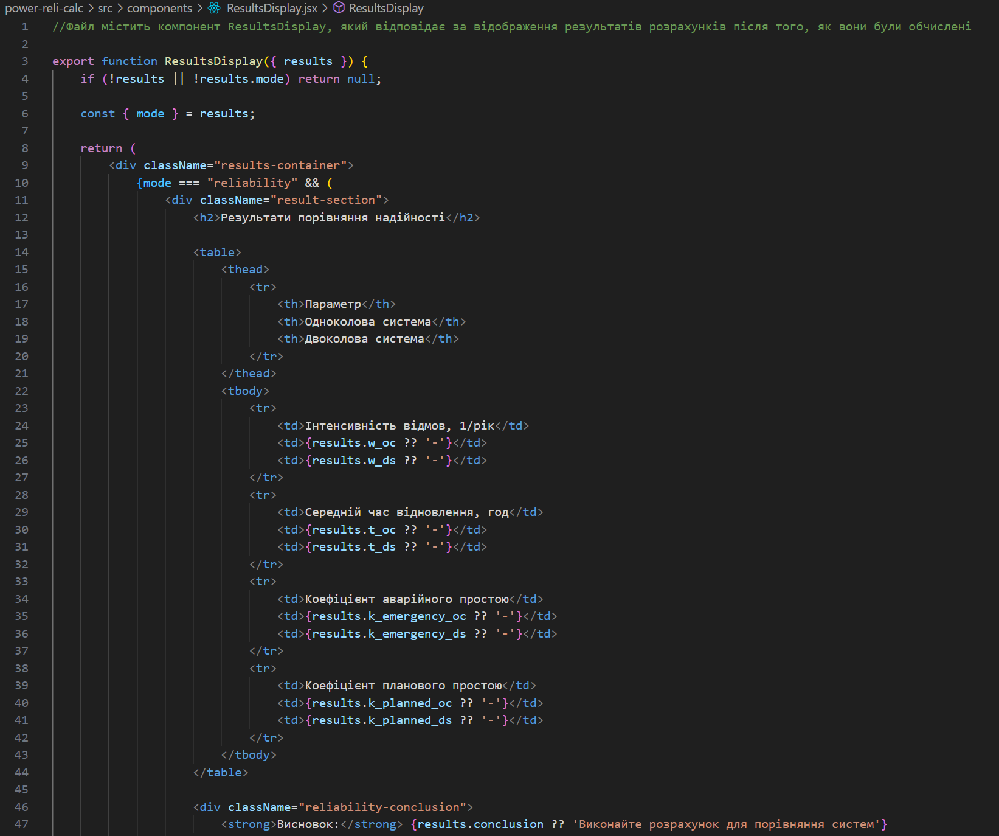 power-reli-calc > src > components > ResultsDisplay.jsx > ResultsDisplay
1 //Файл містить компонент ResultsDisplay, який відповідає за відображення результатів розрахунків після того, як вони були обчислені
2
3 export function ResultsDisplay({ results }) {
4 if (!results || !results.mode) return null;
5
6 const { mode } = results;
7
8 return (
9 <div className="results-container">
10 {mode === "reliability" && (
11 <div className="result-section">
12 <h2>Результати порівняння надійності</h2>
13
14 <table>
15 <thead>
16 <tr>
17 <th>Параметр</th>
18 <th>Одноколова система</th>
19 <th>Двоколова система</th>
20 </tr>
21 </thead>
22 <tbody>
23 <tr>
24 <td>Інтенсивність відмов, 1/рік</td>
25 <td>{results.w_oc ?? '-'}</td>
26 <td>{results.w_ds ?? '-'}</td>
27 </tr>
28 <tr>
29 <td>Середній час відновлення, год</td>
30 <td>{results.t_oc ?? '-'}</td>
31 <td>{results.t_ds ?? '-'}</td>
32 </tr>
33 <tr>
34 <td>Коефіцієнт аварійного простою</td>
35 <td>{results.k_emergency_oc ?? '-'}</td>
36 <td>{results.k_emergency_ds ?? '-'}</td>
37 </tr>
38 <tr>
39 <td>Коефіцієнт планового простою</td>
40 <td>{results.k_planned_oc ?? '-'}</td>
41 <td>{results.k_planned_ds ?? '-'}</td>
42 </tr>
43 </tbody>
44 </table>
45
46 <div className="reliability-conclusion">
47 <strong>Висновок:</strong> {results.conclusion ?? 'Виконайте розрахунок для порівняння систем'}